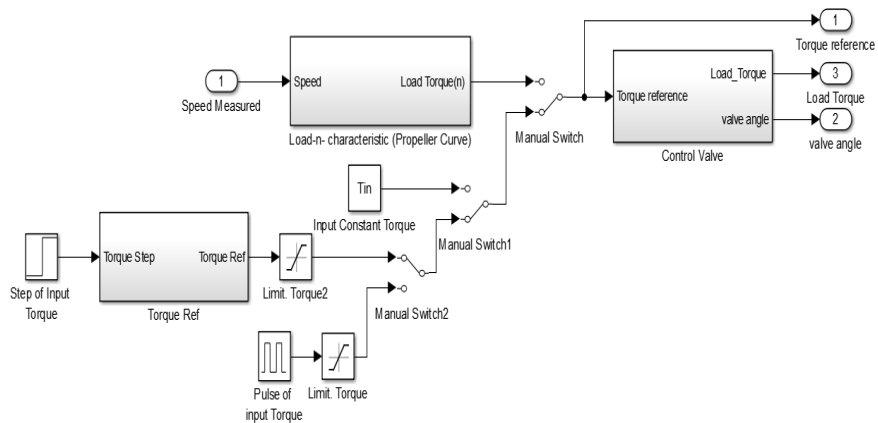 1
Torque reference
Speed
Load Torque(n)
1
Speed Measured
Load-n- characteristic (Propeller Curve)
Manual Switch
Torque reference
Load_Torque
valve angle
Control Valve
3
Load Torque
2
valve angle
Tin
Input Constant Torque
Manual Switch1
Step of Input
Torque
Torque Step
Torque Ref
Torque Ref
Limit. Torque2
Manual Switch2
Pulse of
input Torque
Limit. Torque